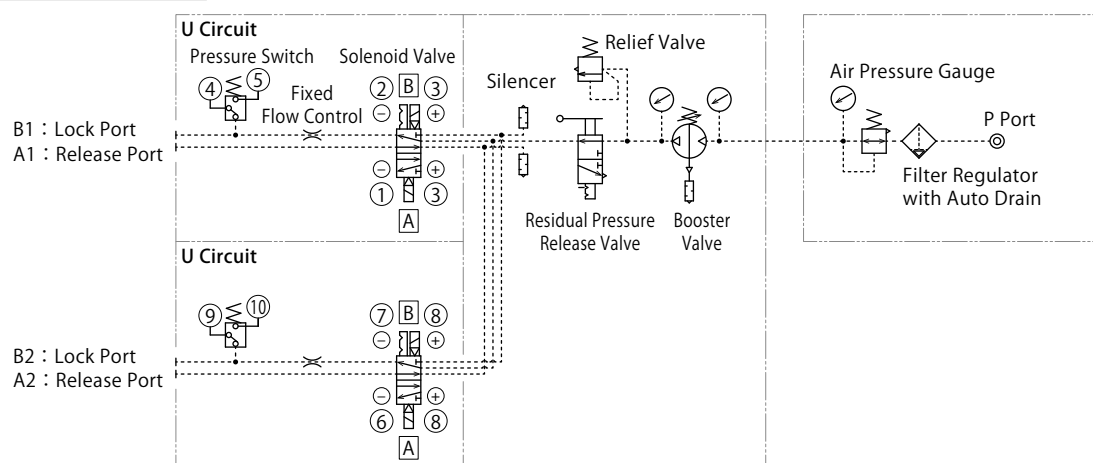 U Circuit
Pressure Switch
Solenoid Valve
④
⑤
Fixed
Flow Control
② B ③
− +
B1：Lock Port
A1：Release Port
− +
① ③
A
Silencer
Relief Valve
Residual Pressure
Release Valve
Booster
Valve
Air Pressure Gauge
P Port
Filter Regulator
with Auto Drain
U Circuit
⑨
⑩
⑦ B ⑧
− +
B2：Lock Port
A2：Release Port
− +
⑥ ⑧
A